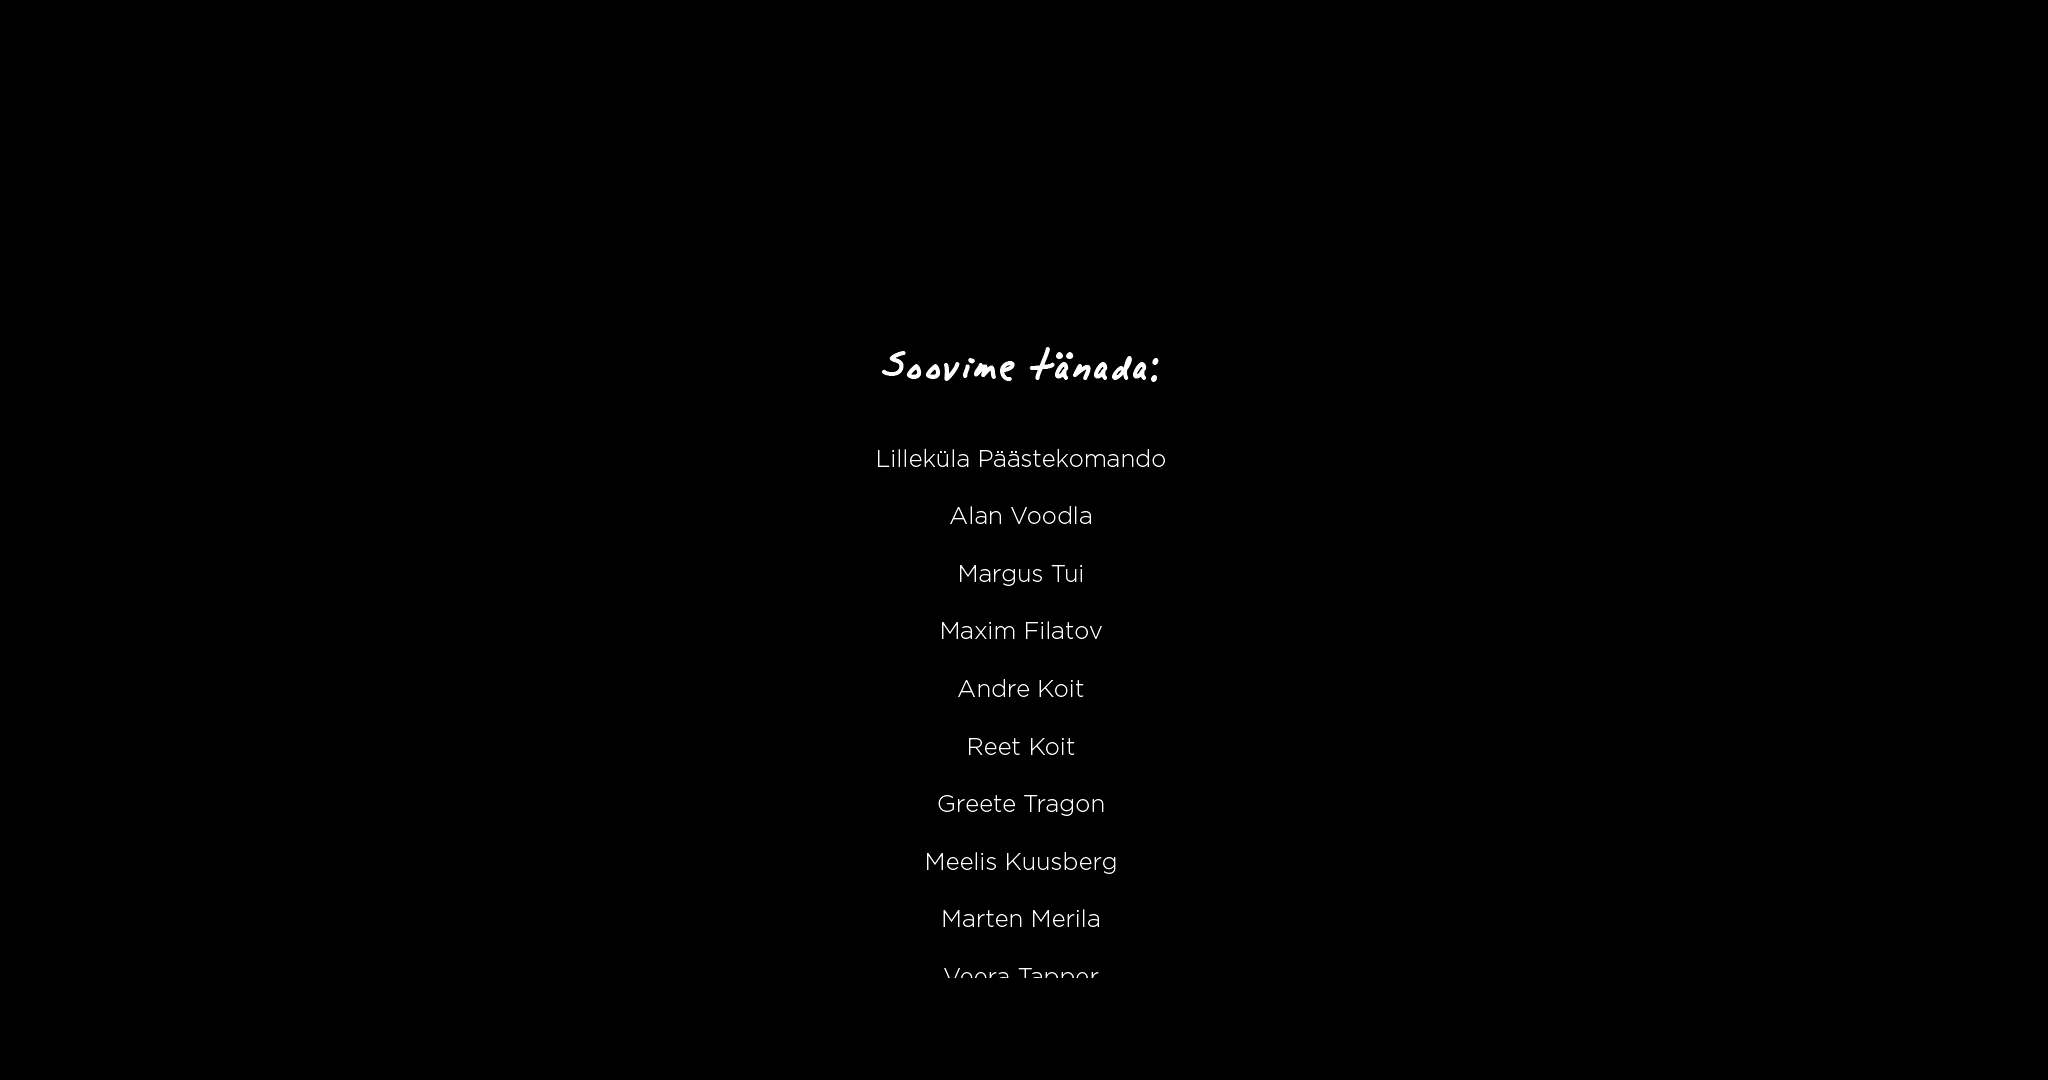 Soovime tänada:
Lilleküla Päästekomando
Alan Voodla
Margus Tui
Maxim Filatov
Andre Koit
Reet Koit
Greete Tragon
Meelis Kuusberg
Marten Merila